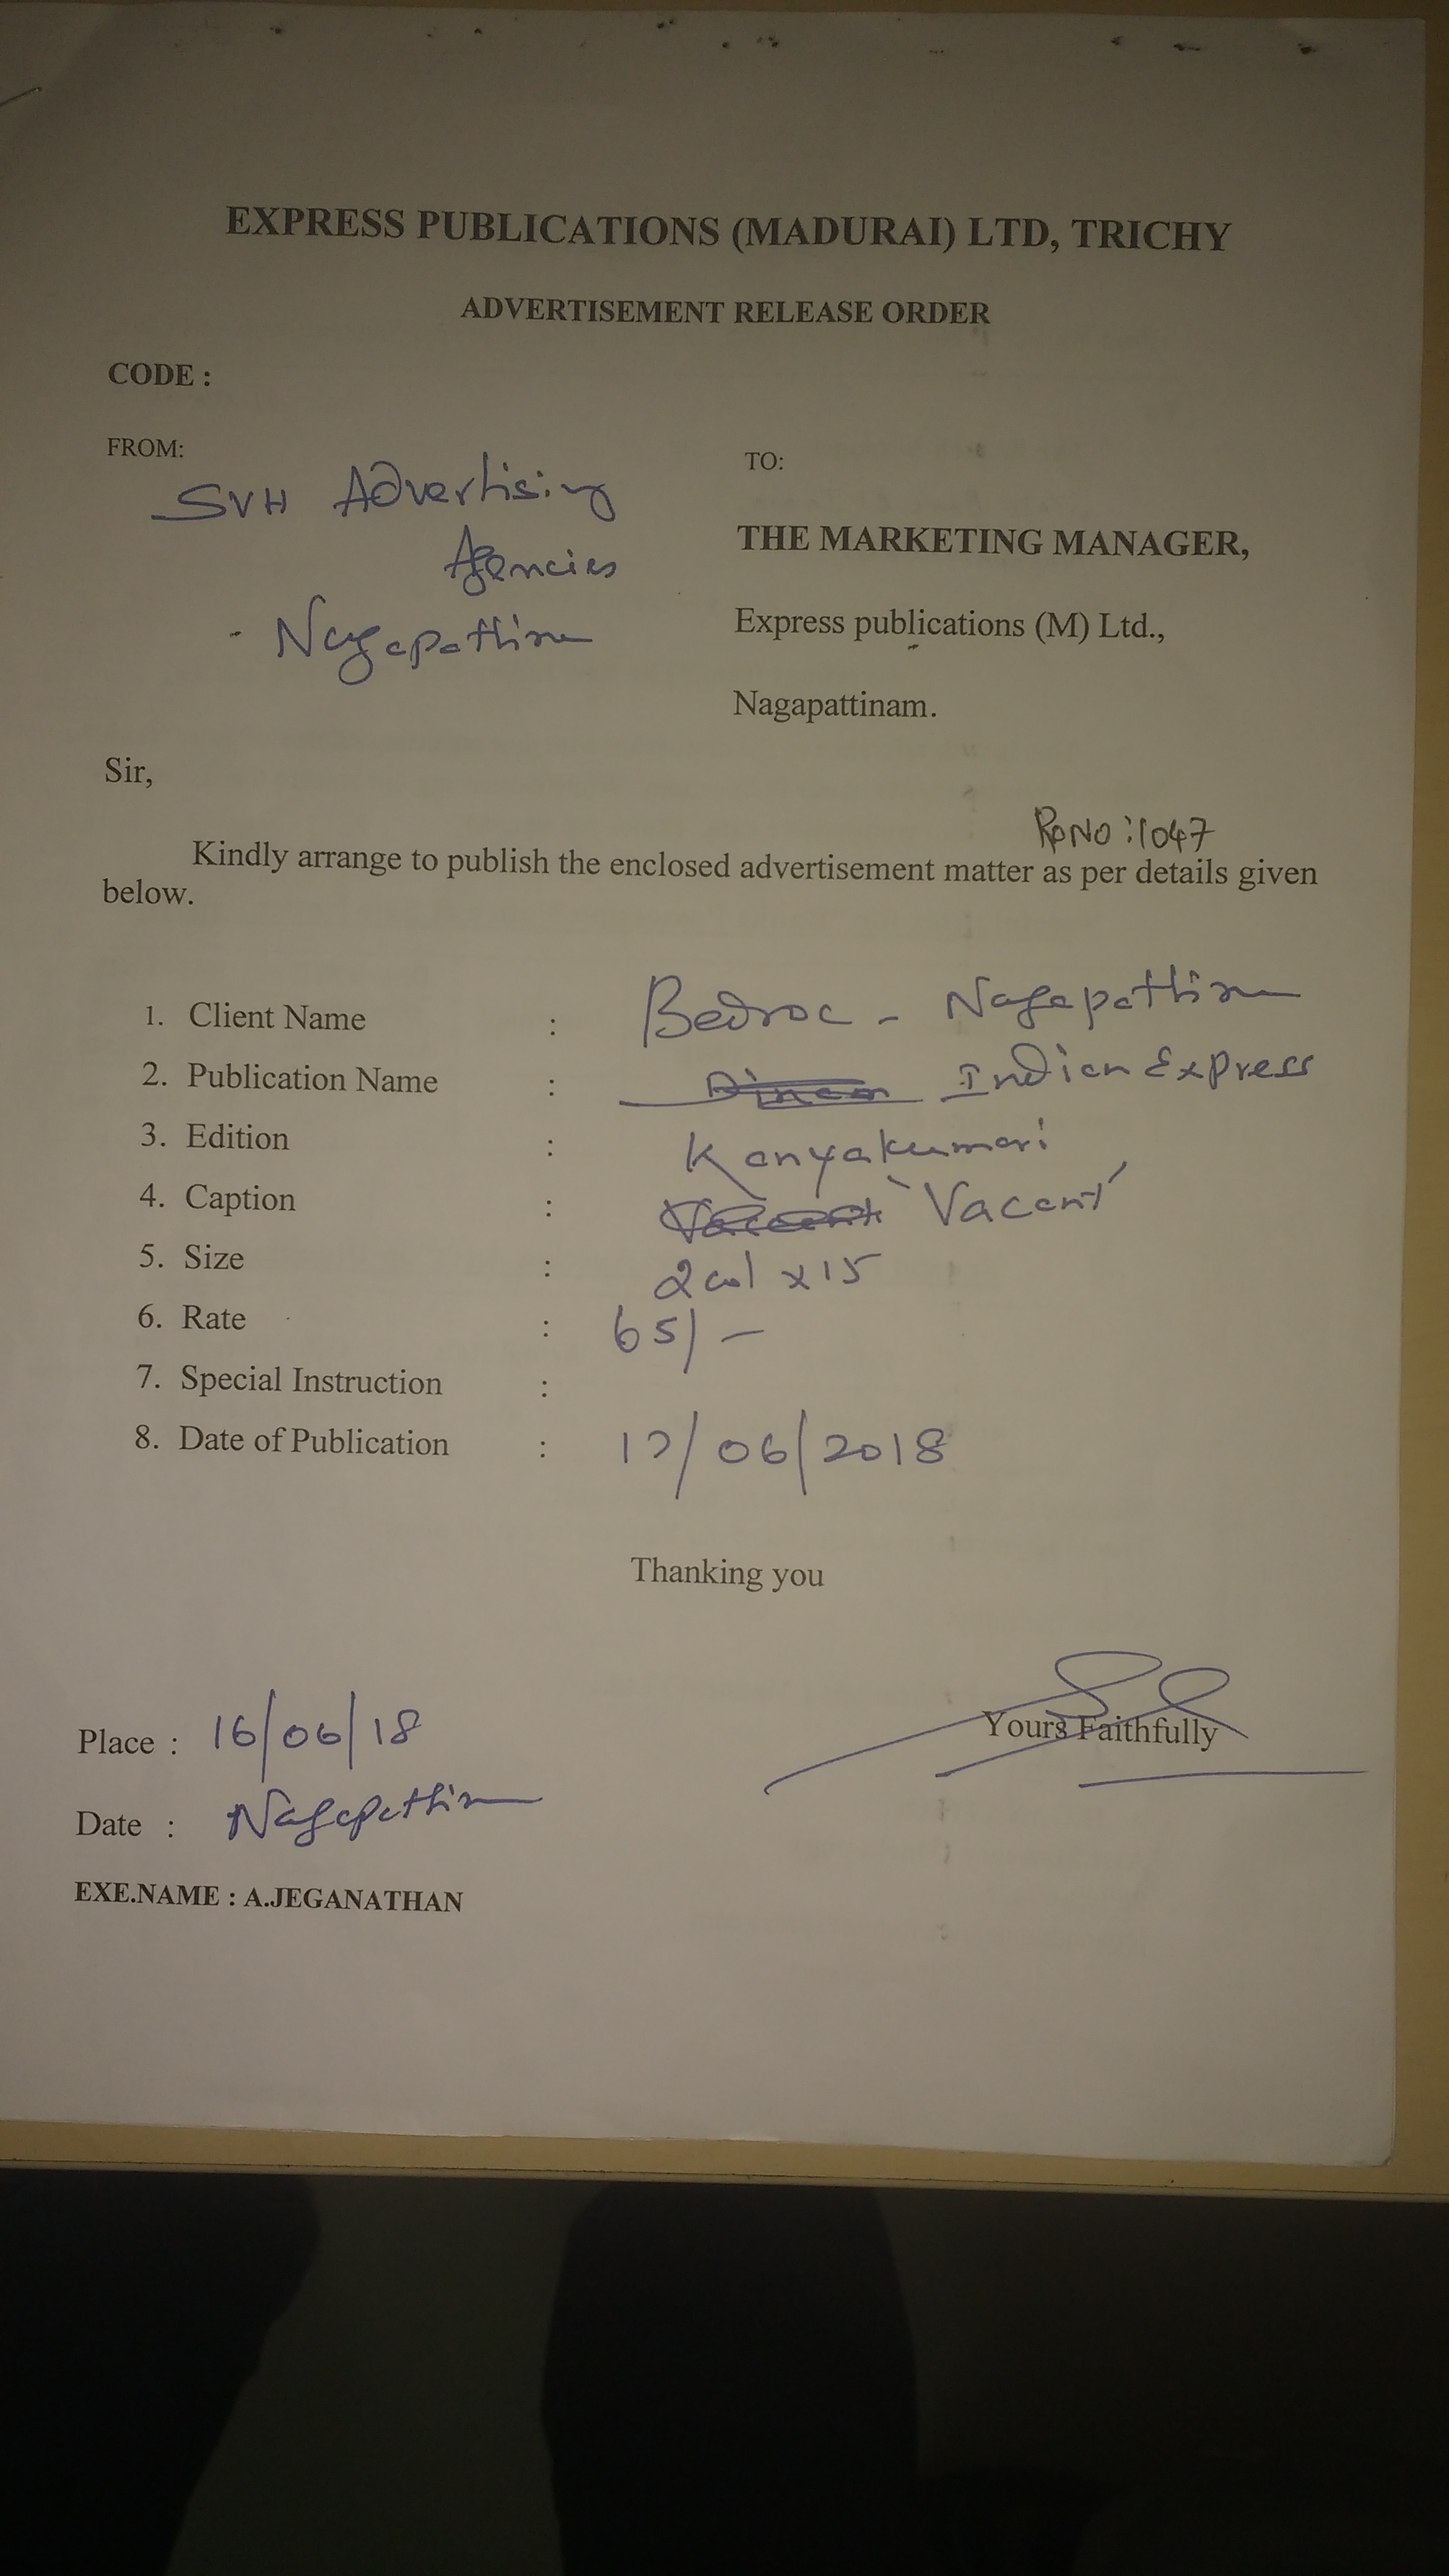 EXPRESS PUBLICATIONS (MADURAI) LTD, TRICHY
ADVERTISEMENT RELEASE ORDER
CODE :
FROM:
SVH Advertising
Agencies
Nagapattinam
TO:
THE MARKETING MANAGER,
Express publications (M) Ltd.,
Nagapattinam.
Sir,
RoNO:1047
Kindly arrange to publish the enclosed advertisement matter as per details given
below.
1. Client Name : Bedroc - Nagapattinam
2. Publication Name : Indian Express
3. Edition : Kanyakumari
4. Caption : 'Vacant'
5. Size : 2 col x 15
6. Rate : 65/-
7. Special Instruction :
8. Date of Publication : 17/06/2018
Thanking you
Yours Faithfully
Place : 16/06/18
Date : Nagapattinam
EXE.NAME : A.JEGANATHAN